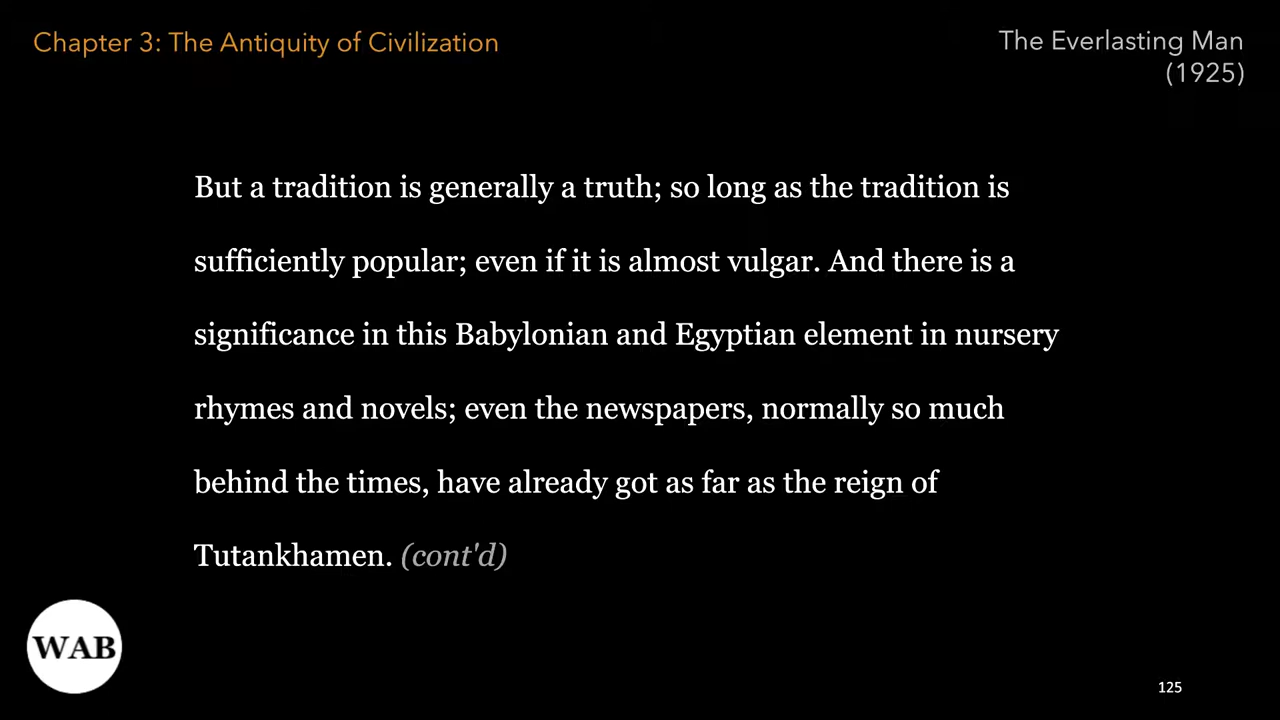 Chapter 3: The Antiquity of Civilization
The Everlasting Man
(1925)
But a tradition is generally a truth; so long as the tradition is
sufficiently popular; even if it is almost vulgar. And there is a
significance in this Babylonian and Egyptian element in nursery
rhymes and novels; even the newspapers, normally so much
behind the times, have already got as far as the reign of
Tutankhamen. (cont'd)
WAB
125